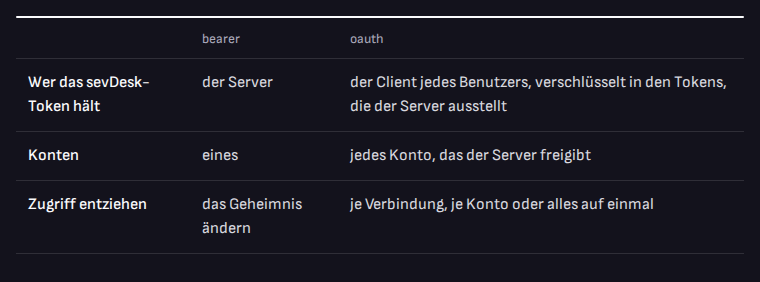 bearer oauth
Wer das sevDesk- der Server der Client jedes Benutzers, verschlüsselt in den Tokens,
Token hält die der Server ausstellt
Konten eines jedes Konto, das der Server freigibt
Zugriff entziehen das Geheimnis je Verbindung, je Konto oder alles auf einmal
ändern